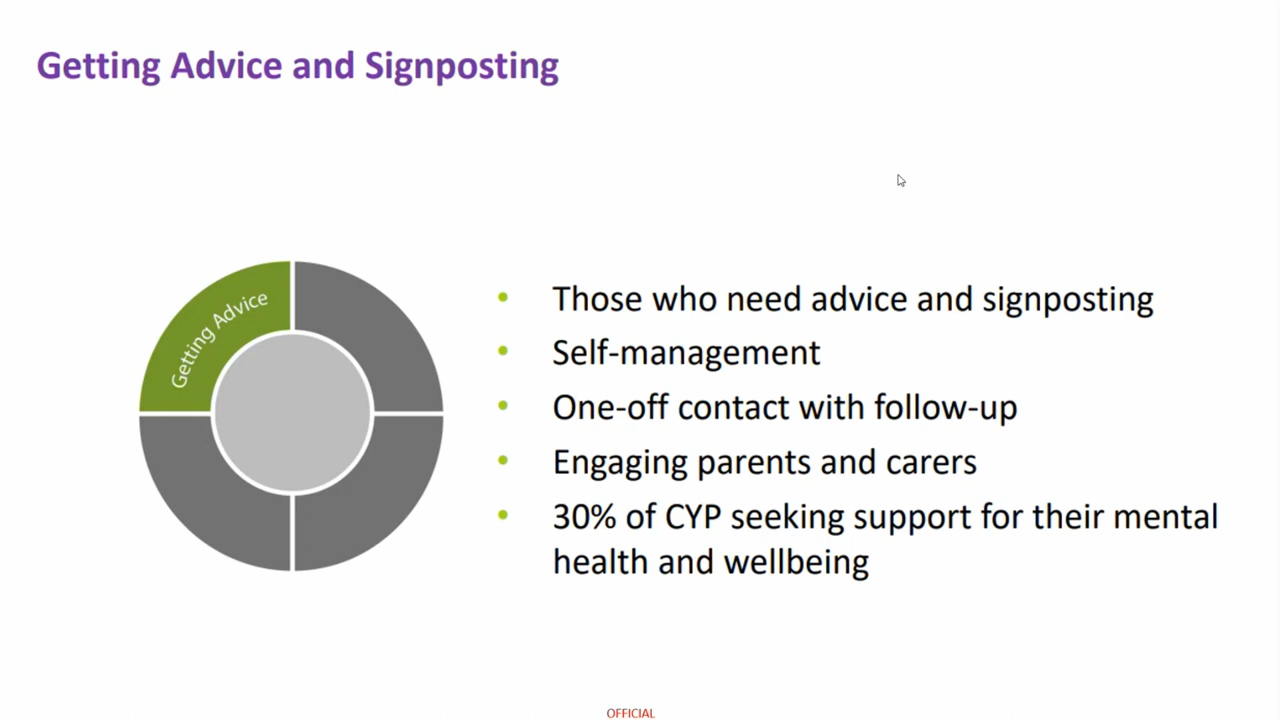 Getting Advice and Signposting
Getting Advice
• Those who need advice and signposting
• Self-management
• One-off contact with follow-up
• Engaging parents and carers
• 30% of CYP seeking support for their mental
health and wellbeing
OFFICIAL